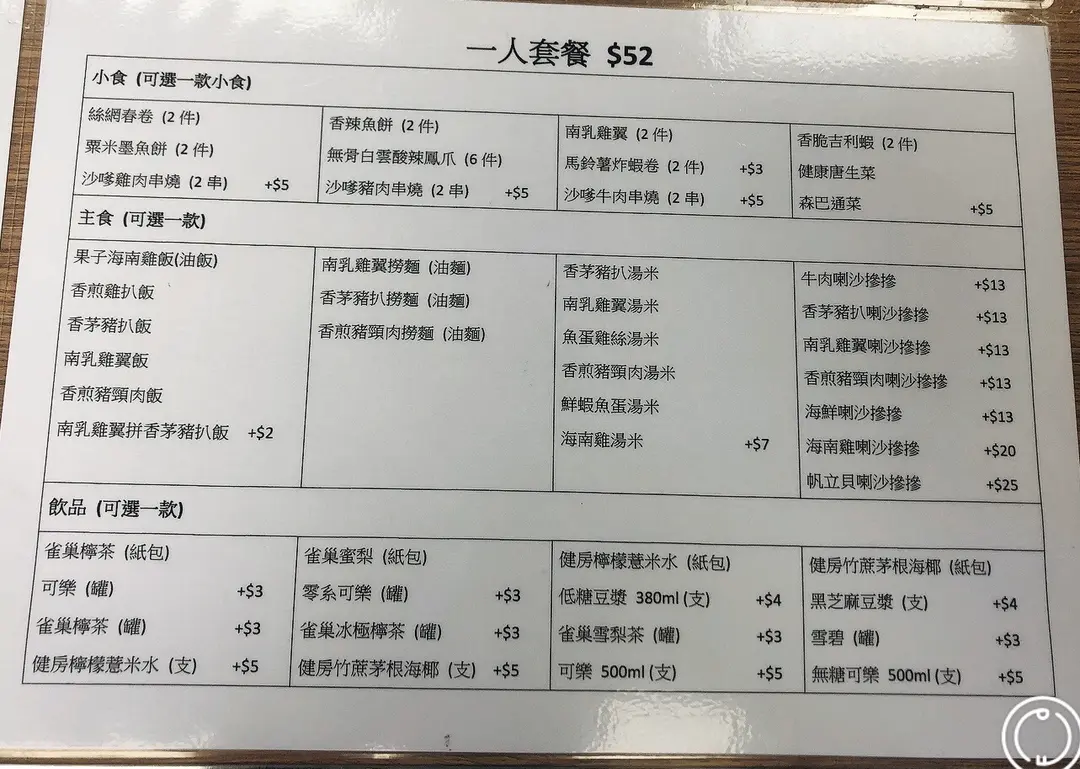 一人套餐 $52
小食 (可選一款小食)
絲網春卷 (2 件)
粟米墨魚餅 (2 件)
沙嗲雞肉串燒 (2 串) +$5
香辣魚餅 (2 件)
無骨白雲酸辣鳳爪 (6 件)
沙嗲豬肉串燒 (2 串) +$5
南乳雞翼 (2 件)
馬鈴薯炸蝦卷 (2 件) +$3
沙嗲牛肉串燒 (2 串) +$5
香脆吉利蝦 (2 件)
健康唐生菜
森巴通菜 +$5
主食 (可選一款)
果子海南雞飯(油飯)
香煎雞扒飯
香茅豬扒飯
南乳雞翼飯
香煎豬頸肉飯
南乳雞翼拼香茅豬扒飯 +$2
南乳雞翼撈麵 (油麵)
香茅豬扒撈麵 (油麵)
香煎豬頸肉撈麵 (油麵)
香茅豬扒湯米
南乳雞翼湯米
魚蛋雞絲湯米
香煎豬頸肉湯米
鮮蝦魚蛋湯米
海南雞湯米 +$7
牛肉喇沙摻摻 +$13
香茅豬扒喇沙摻摻 +$13
南乳雞翼喇沙摻摻 +$13
香煎豬頸肉喇沙摻摻 +$13
海鮮喇沙摻摻 +$13
海南雞喇沙摻摻 +$20
帆立貝喇沙摻摻 +$25
飲品 (可選一款)
雀巢檸茶 (紙包)
可樂 (罐) +$3
雀巢檸茶 (罐) +$3
健房檸檬薏米水 (支) +$5
雀巢蜜梨 (紙包)
零系可樂 (罐) +$3
雀巢冰極檸茶 (罐) +$3
健房竹蔗茅根海椰 (支) +$5
健房檸檬薏米水 (紙包)
低糖豆漿 380ml (支) +$4
雀巢雪梨茶 (罐) +$3
可樂 500ml (支) +$5
健房竹蔗茅根海椰 (紙包)
黑芝麻豆漿 (支) +$4
雪碧 (罐) +$3
無糖可樂 500ml (支) +$5